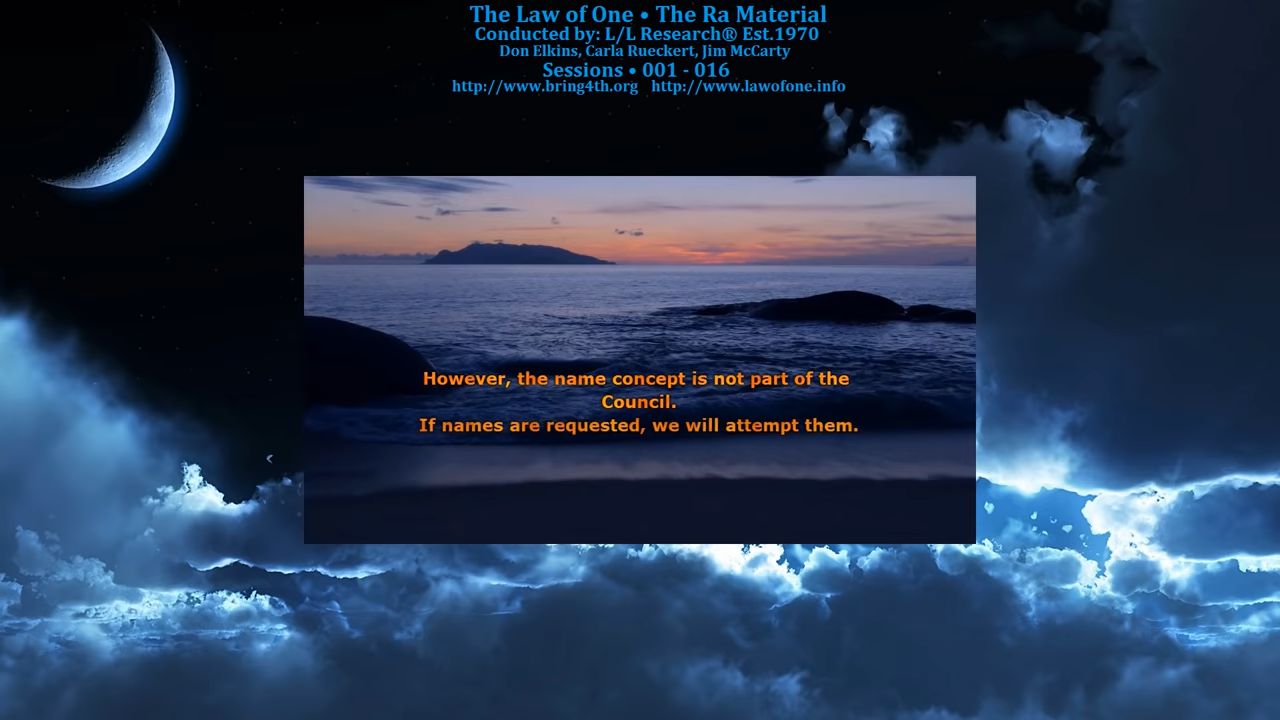 The Law of One • The Ra Material
Conducted by: L/L Research® Est.1970
Don Elkins, Carla Rueckert, Jim McCarty
Sessions • 001 - 016
http://www.bring4th.org http://www.lawofone.info
However, the name concept is not part of the
Council.
If names are requested, we will attempt them.